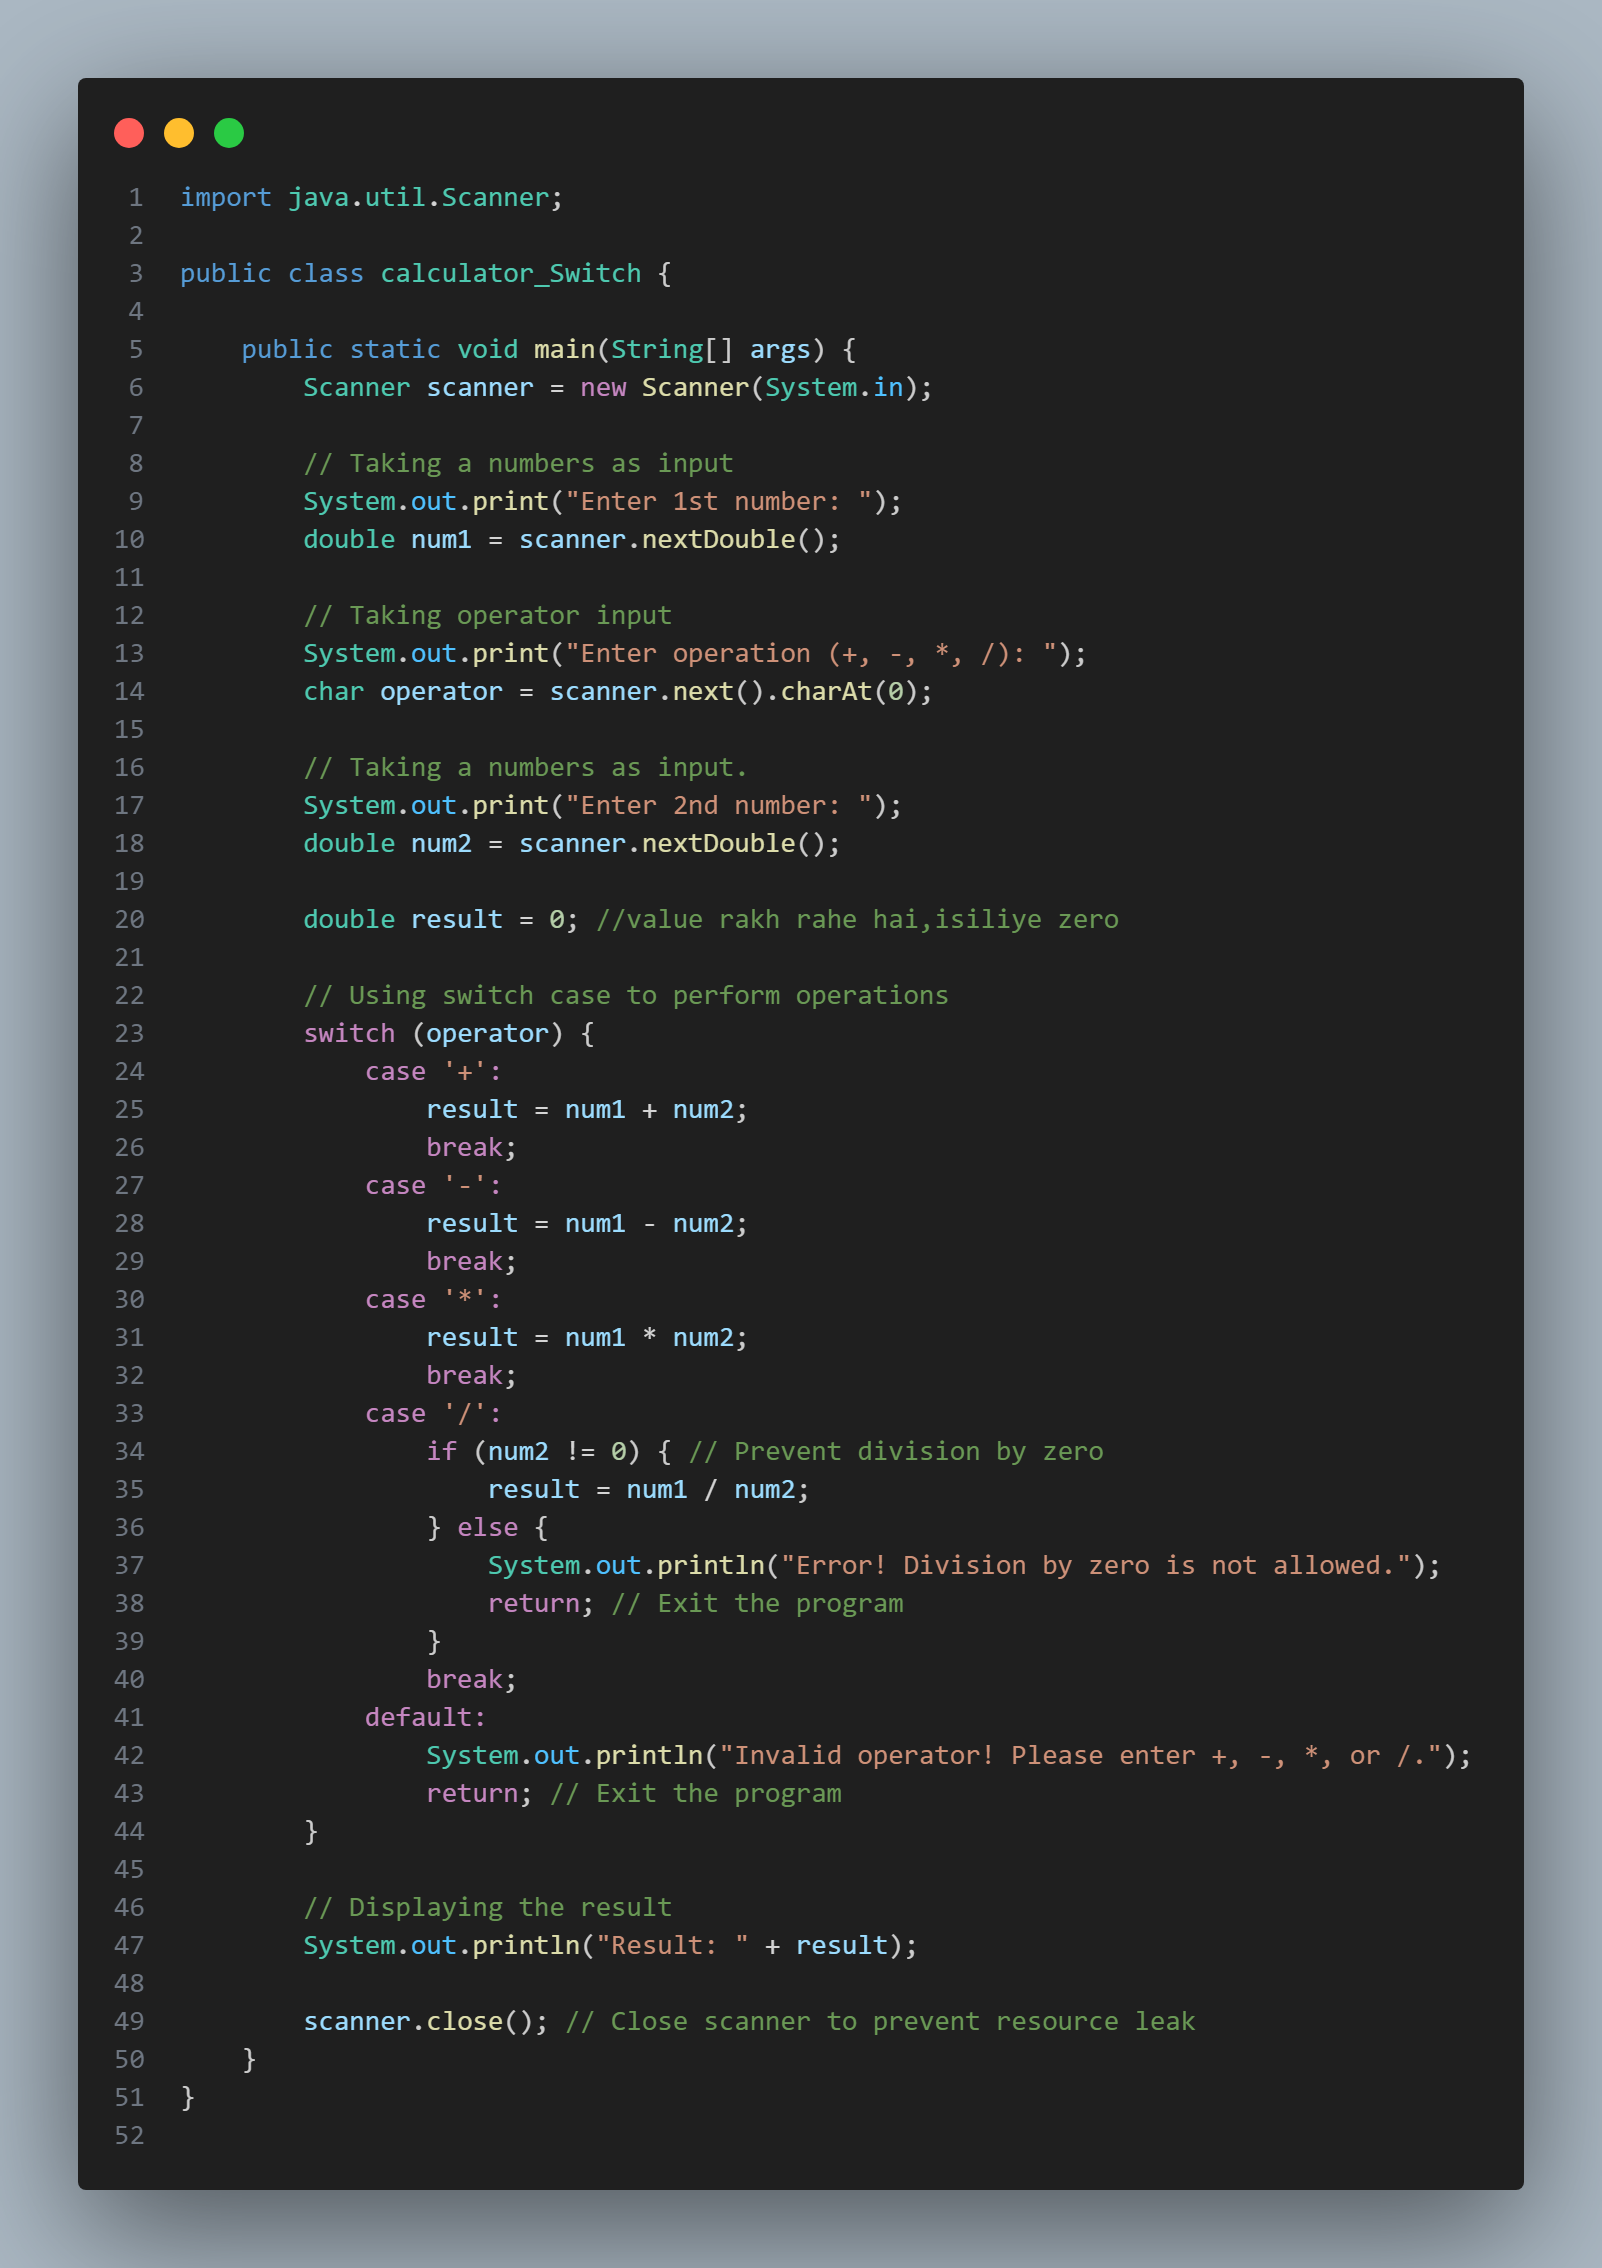 1 import java.util.Scanner;
2
3 public class calculator_Switch {
4
5     public static void main(String[] args) {
6         Scanner scanner = new Scanner(System.in);
7
8         // Taking a numbers as input
9         System.out.print("Enter 1st number: ");
10         double num1 = scanner.nextDouble();
11
12         // Taking operator input
13         System.out.print("Enter operation (+, -, *, /): ");
14         char operator = scanner.next().charAt(0);
15
16         // Taking a numbers as input.
17         System.out.print("Enter 2nd number: ");
18         double num2 = scanner.nextDouble();
19
20         double result = 0; //value rakh rahe hai,isiliye zero
21
22         // Using switch case to perform operations
23         switch (operator) {
24             case '+':
25                 result = num1 + num2;
26                 break;
27             case '-':
28                 result = num1 - num2;
29                 break;
30             case '*':
31                 result = num1 * num2;
32                 break;
33             case '/':
34                 if (num2 != 0) { // Prevent division by zero
35                     result = num1 / num2;
36                 } else {
37                     System.out.println("Error! Division by zero is not allowed.");
38                     return; // Exit the program
39                 }
40                 break;
41             default:
42                 System.out.println("Invalid operator! Please enter +, -, *, or /.");
43                 return; // Exit the program
44         }
45
46         // Displaying the result
47         System.out.println("Result: " + result);
48
49         scanner.close(); // Close scanner to prevent resource leak
50     }
51 }
52